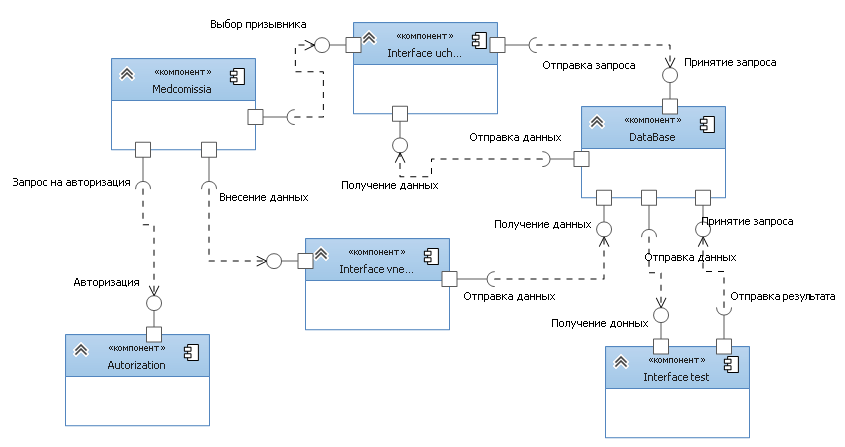 Выбор призывника
«компонент»
Interface uch...
Отправка запроса
Принятие запроса
«компонент»
Medcomissia
«компонент»
DataBase
Отправка данных
Получение данных
Запрос на авторизация
Внесение данных
Получение данных
Принятие запроса
«компонент»
Interface vne...
Отправка данных
Отправка данных
Авторизация
Отправка результата
Получение донных
«компонент»
Autorization
«компонент»
Interface test